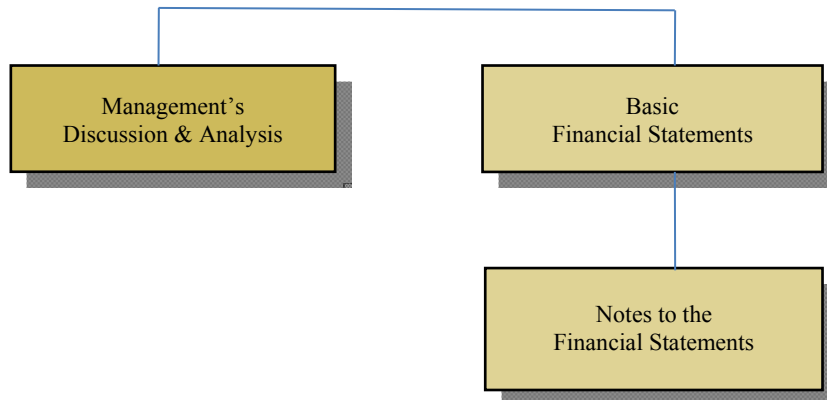 Management’s
Discussion & Analysis
Basic
Financial Statements
Notes to the
Financial Statements